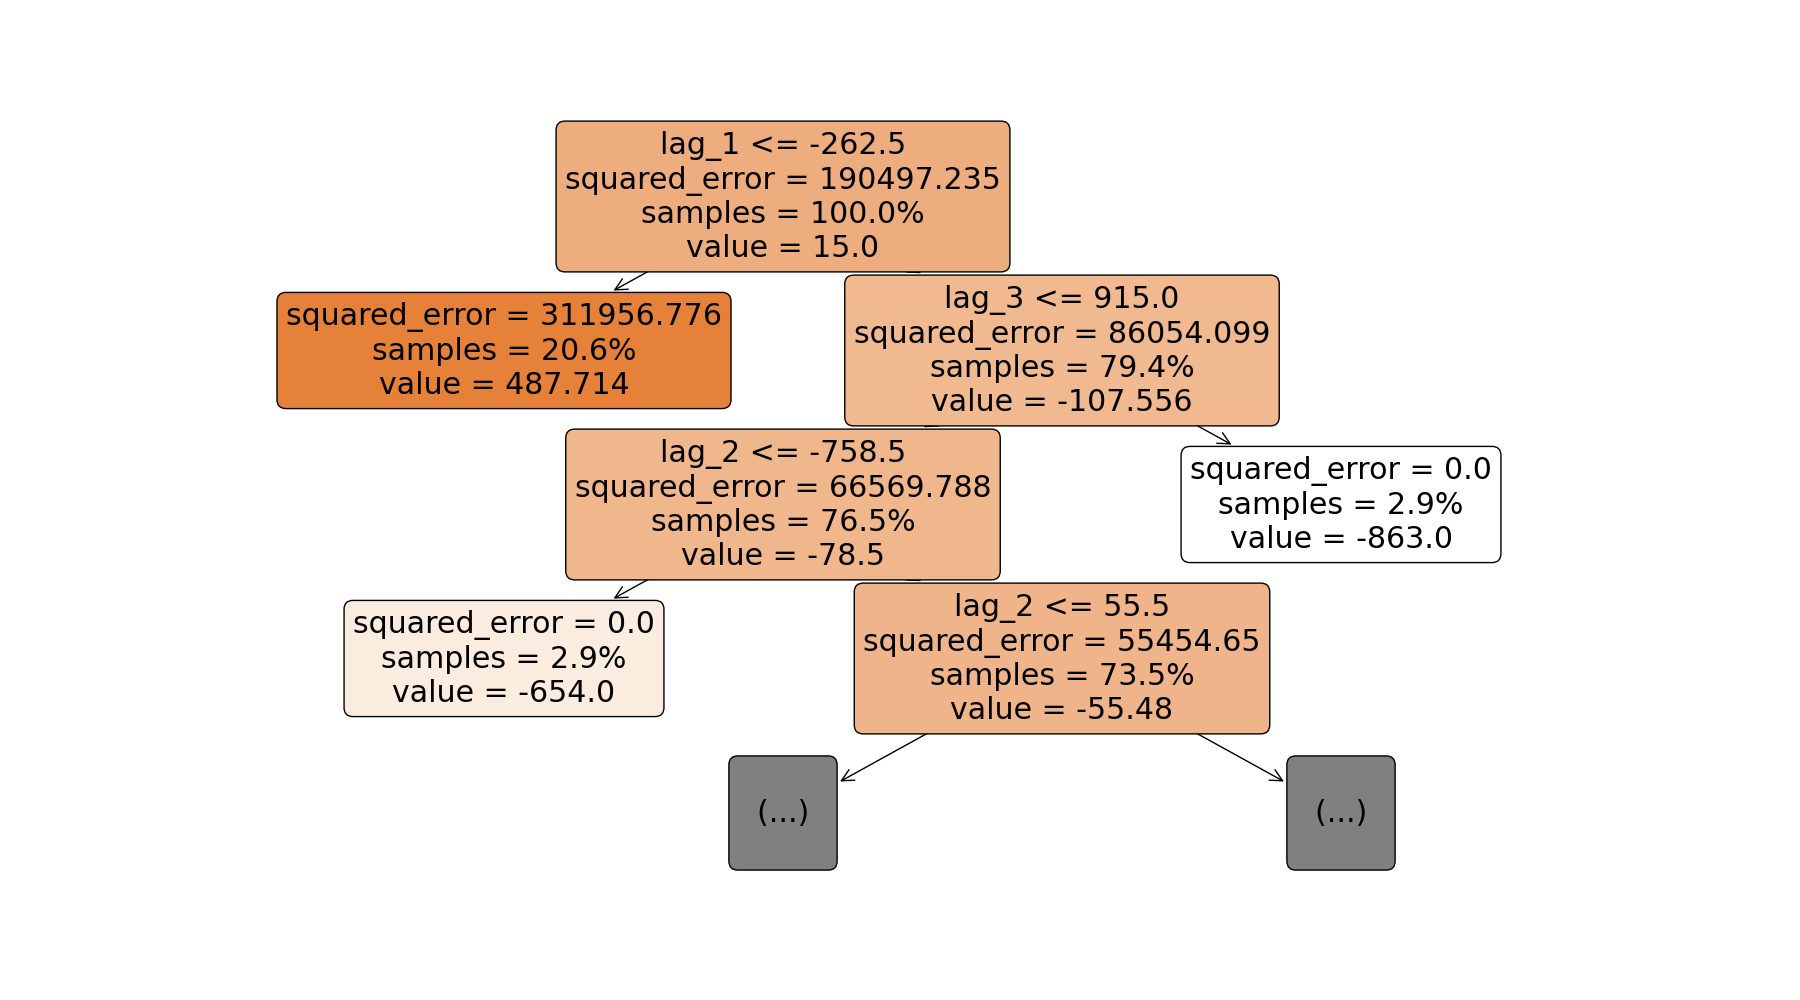 lag_1 <= -262.5
squared_error = 190497.235
samples = 100.0%
value = 15.0
squared_error = 311956.776
samples = 20.6%
value = 487.714
lag_3 <= 915.0
squared_error = 86054.099
samples = 79.4%
value = -107.556
lag_2 <= -758.5
squared_error = 66569.788
samples = 76.5%
value = -78.5
squared_error = 0.0
samples = 2.9%
value = -863.0
squared_error = 0.0
samples = 2.9%
value = -654.0
lag_2 <= 55.5
squared_error = 55454.65
samples = 73.5%
value = -55.48
(...)
(...)